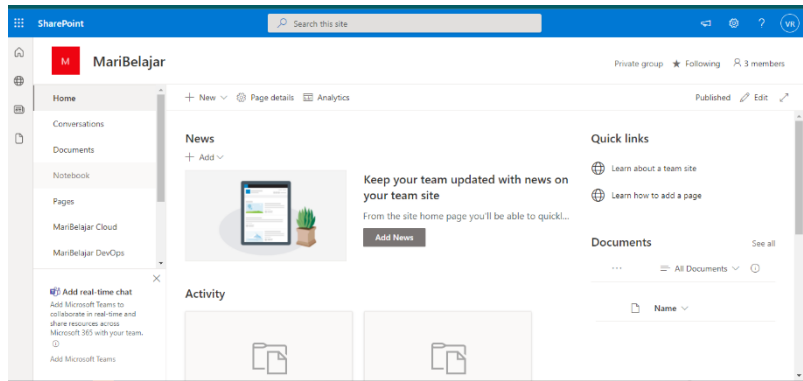 SharePoint
Search this site
?
VR
M
MariBelajar
Private group
Following
3 members
Home
Conversations
Documents
Notebook
Pages
MariBelajar Cloud
MariBelajar DevOps
Add real-time chat
Add Microsoft Teams to
collaborate in real-time and
share resources across
Microsoft 365 with your team.
Add Microsoft Teams
+ New
Page details
Analytics
Published
Edit
News
+ Add
Keep your team updated with news on
your team site
From the site home page you'll be able to quickl...
Add News
Activity
Quick links
Learn about a team site
Learn how to add a page
Documents
See all
...
All Documents
Name